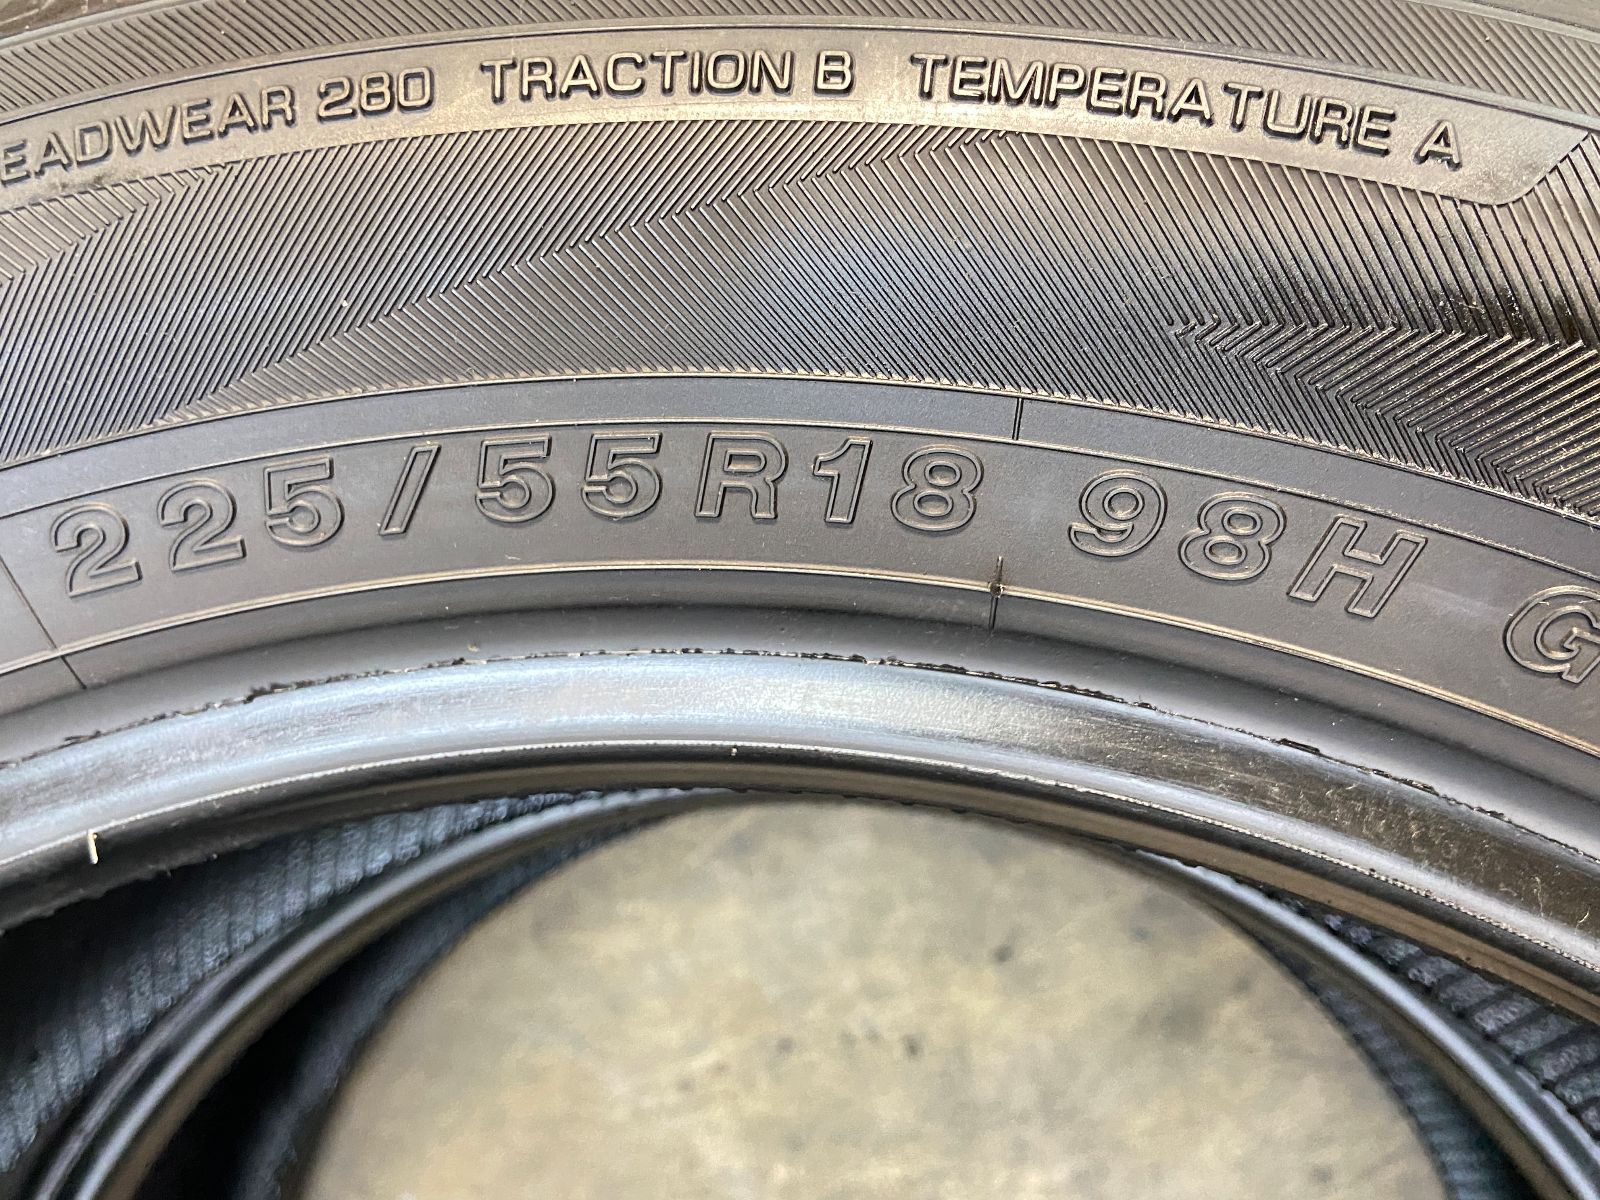 EADWEAR 280 TRACTION B TEMPERATURE A
225/55R18 98H G